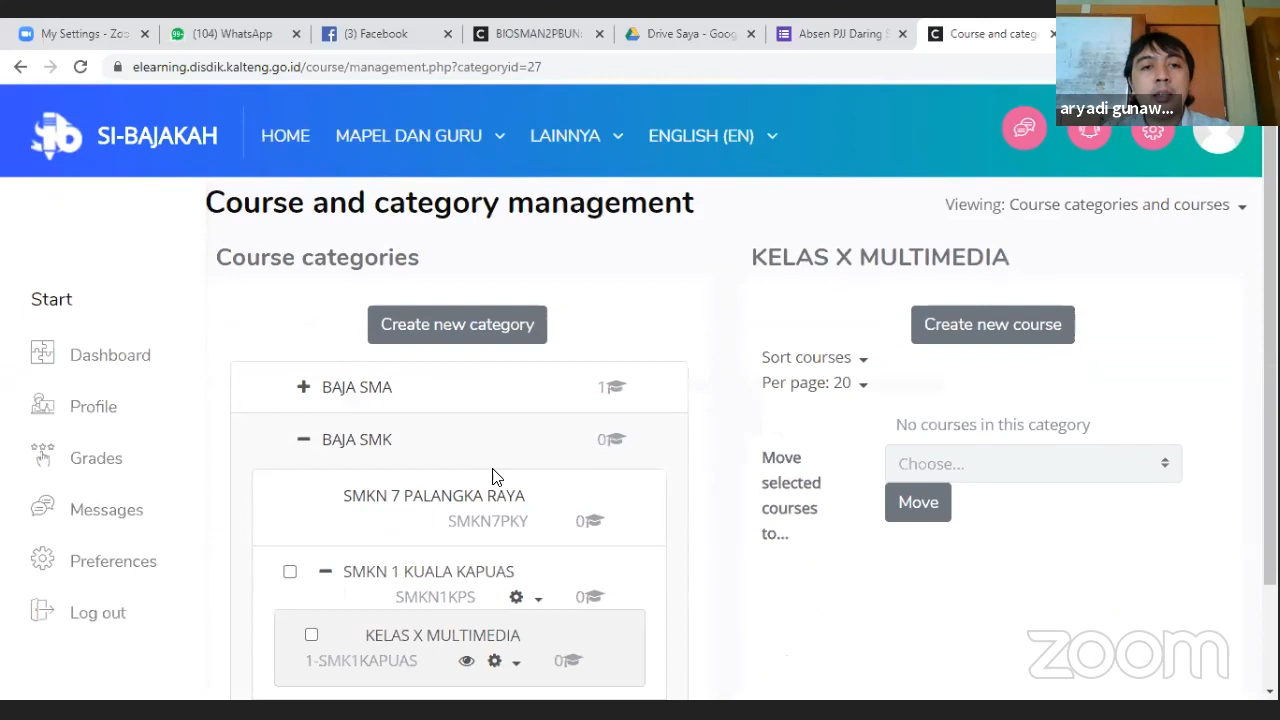 My Settings - Zoo
(104) WhatsApp
(3) Facebook
BIOSMAN2PBUN:
Drive Saya - Goog
Absen PJJ Daring S
Course and categ
elearning.disdik.kalteng.go.id/course/management.php?categoryid=27
aryadi gunaw...
SI-BAJAKAH
HOME
MAPEL DAN GURU
LAINNYA
ENGLISH (EN)
Course and category management
Viewing: Course categories and courses
Course categories
KELAS X MULTIMEDIA
Start
Dashboard
Profile
Grades
Messages
Preferences
Log out
Create new category
BAJA SMA
1
BAJA SMK
0
SMKN 7 PALANGKA RAYA
SMKN7PKY 0
SMKN 1 KUALA KAPUAS
SMKN1KPS 0
KELAS X MULTIMEDIA
1-SMK1KAPUAS 0
Create new course
Sort courses
Per page: 20
No courses in this category
Move
selected
courses
to...
Choose...
Move
zoom